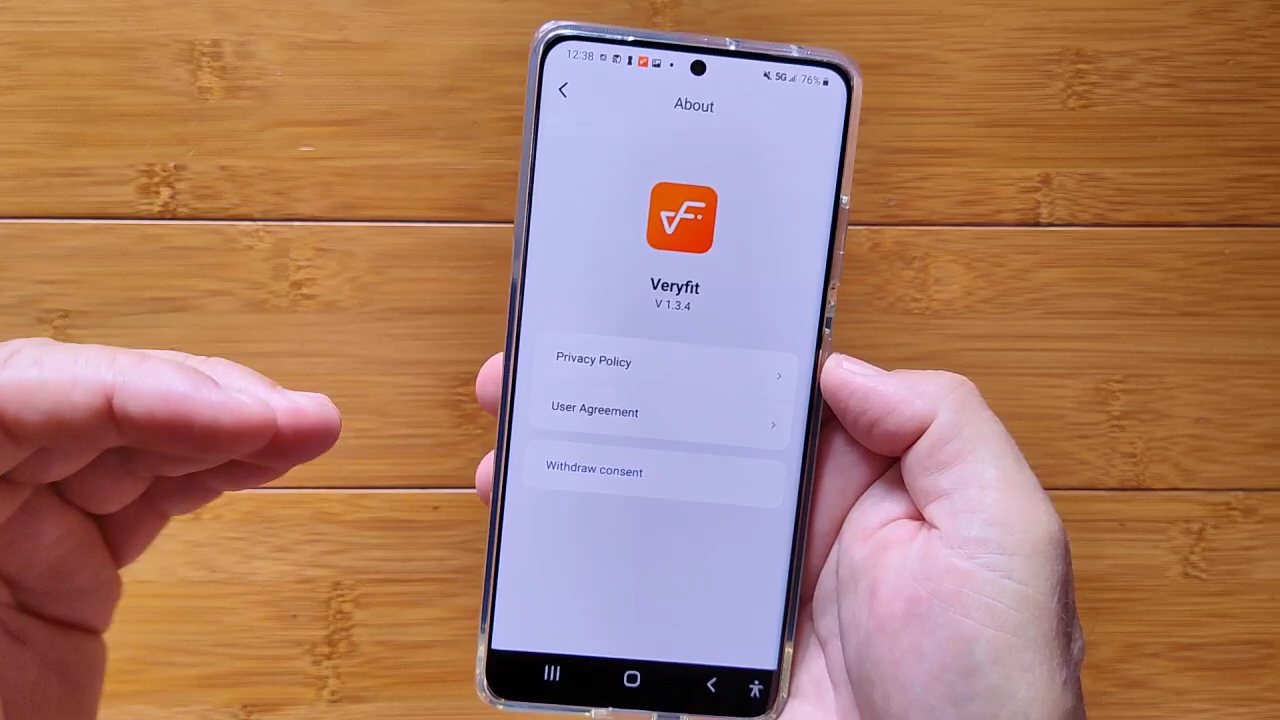 12:38
5G 76%
About
Veryfit
V 1.3.4
Privacy Policy
User Agreement
Withdraw consent